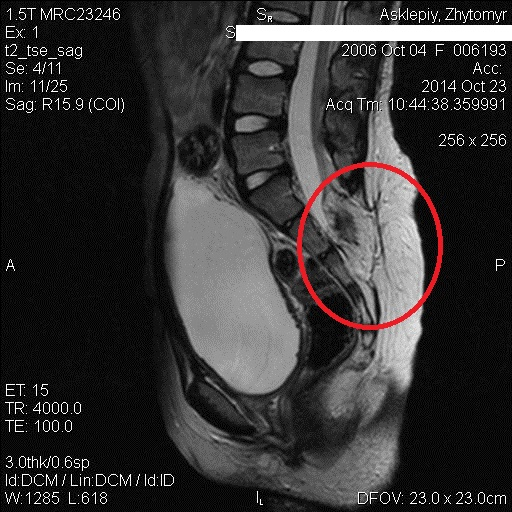 1.5T MRC23246
Ex: 1
t2_tse_sag
Se: 4/11
Im: 11/25
Sag: R15.9 (COI)
SR
S
Asklepiy, Zhytomyr
2006 Oct 04 F 006193
Acc:
2014 Oct 23
Acq Tm: 10:44:38.359991
256 x 256
A
P
ET: 15
TR: 4000.0
TE: 100.0
3.0thk/0.6sp
Id:DCM / Lin:DCM / Id:ID
W:1285 L:618
IL
DFOV: 23.0 x 23.0cm